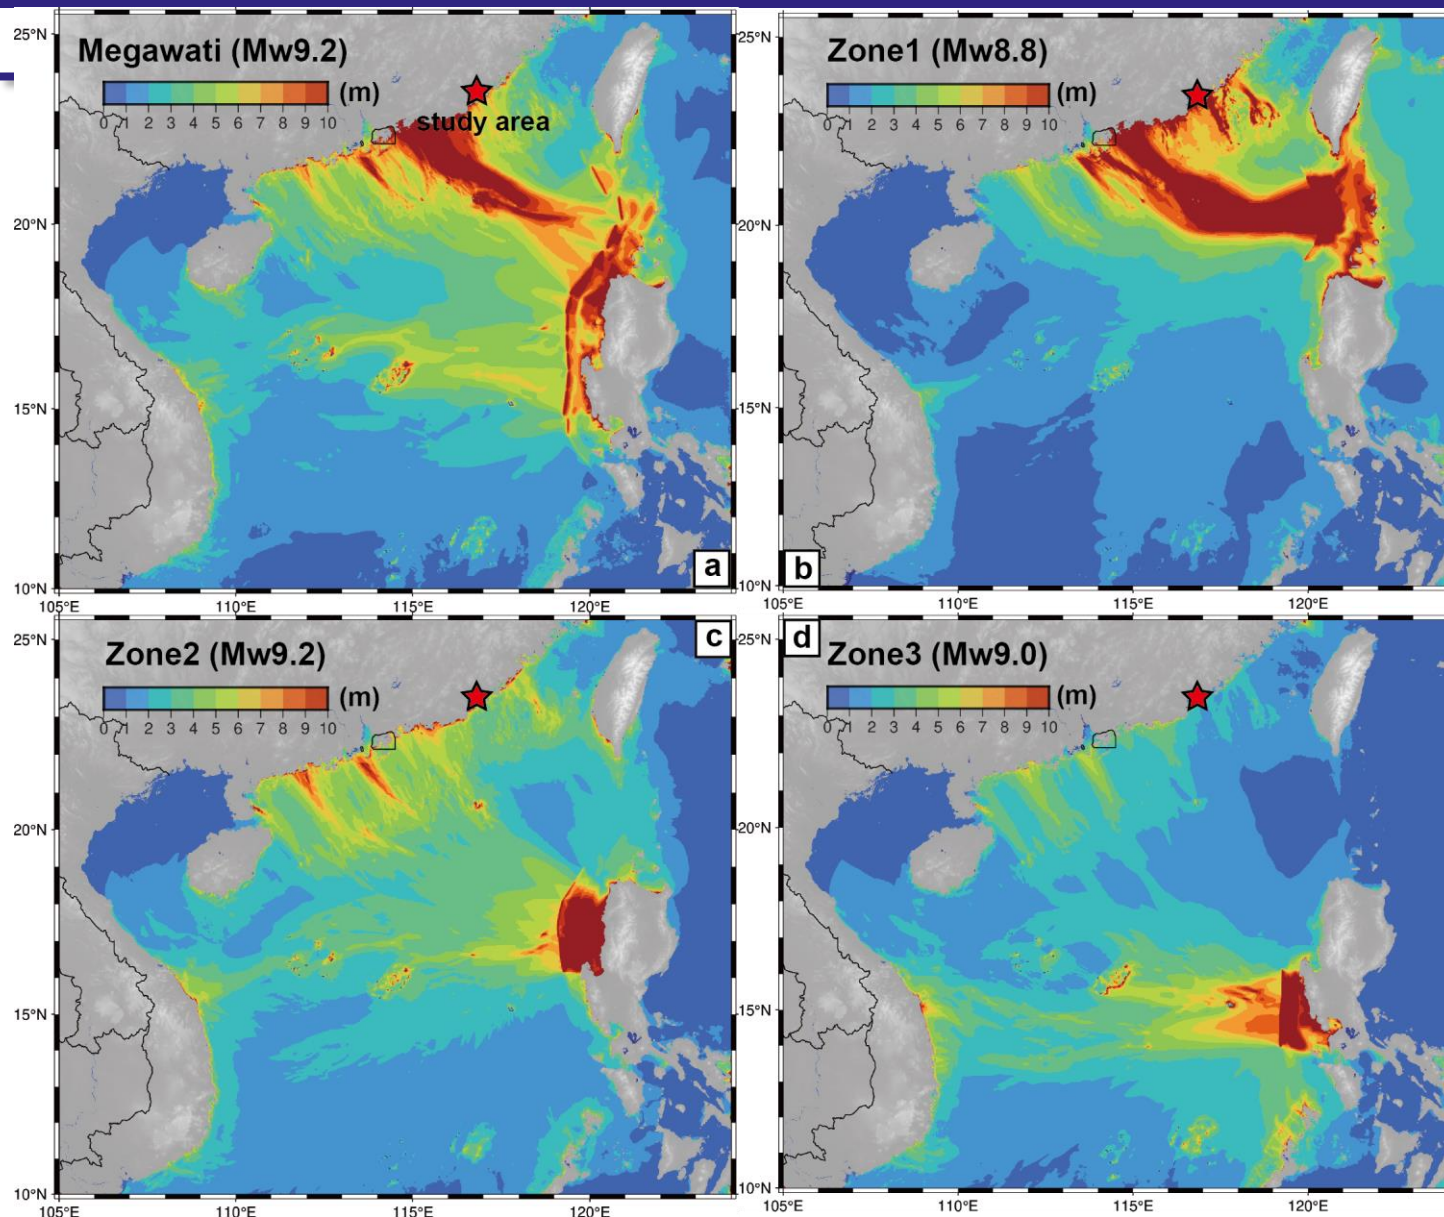 Megawati (Mw9.2)
(m)
0 1 2 3 4 5 6 7 8 9 10
study area
25°N
20°N
15°N
10°N
105°E 110°E 115°E 120°E
a
Zone1 (Mw8.8)
(m)
0 1 2 3 4 5 6 7 8 9 10
25°N
20°N
15°N
10°N
105°E 110°E 115°E 120°E
b
Zone2 (Mw9.2)
(m)
0 1 2 3 4 5 6 7 8 9 10
25°N
20°N
15°N
10°N
105°E 110°E 115°E 120°E
c
Zone3 (Mw9.0)
(m)
0 1 2 3 4 5 6 7 8 9 10
25°N
20°N
15°N
10°N
105°E 110°E 115°E 120°E
d